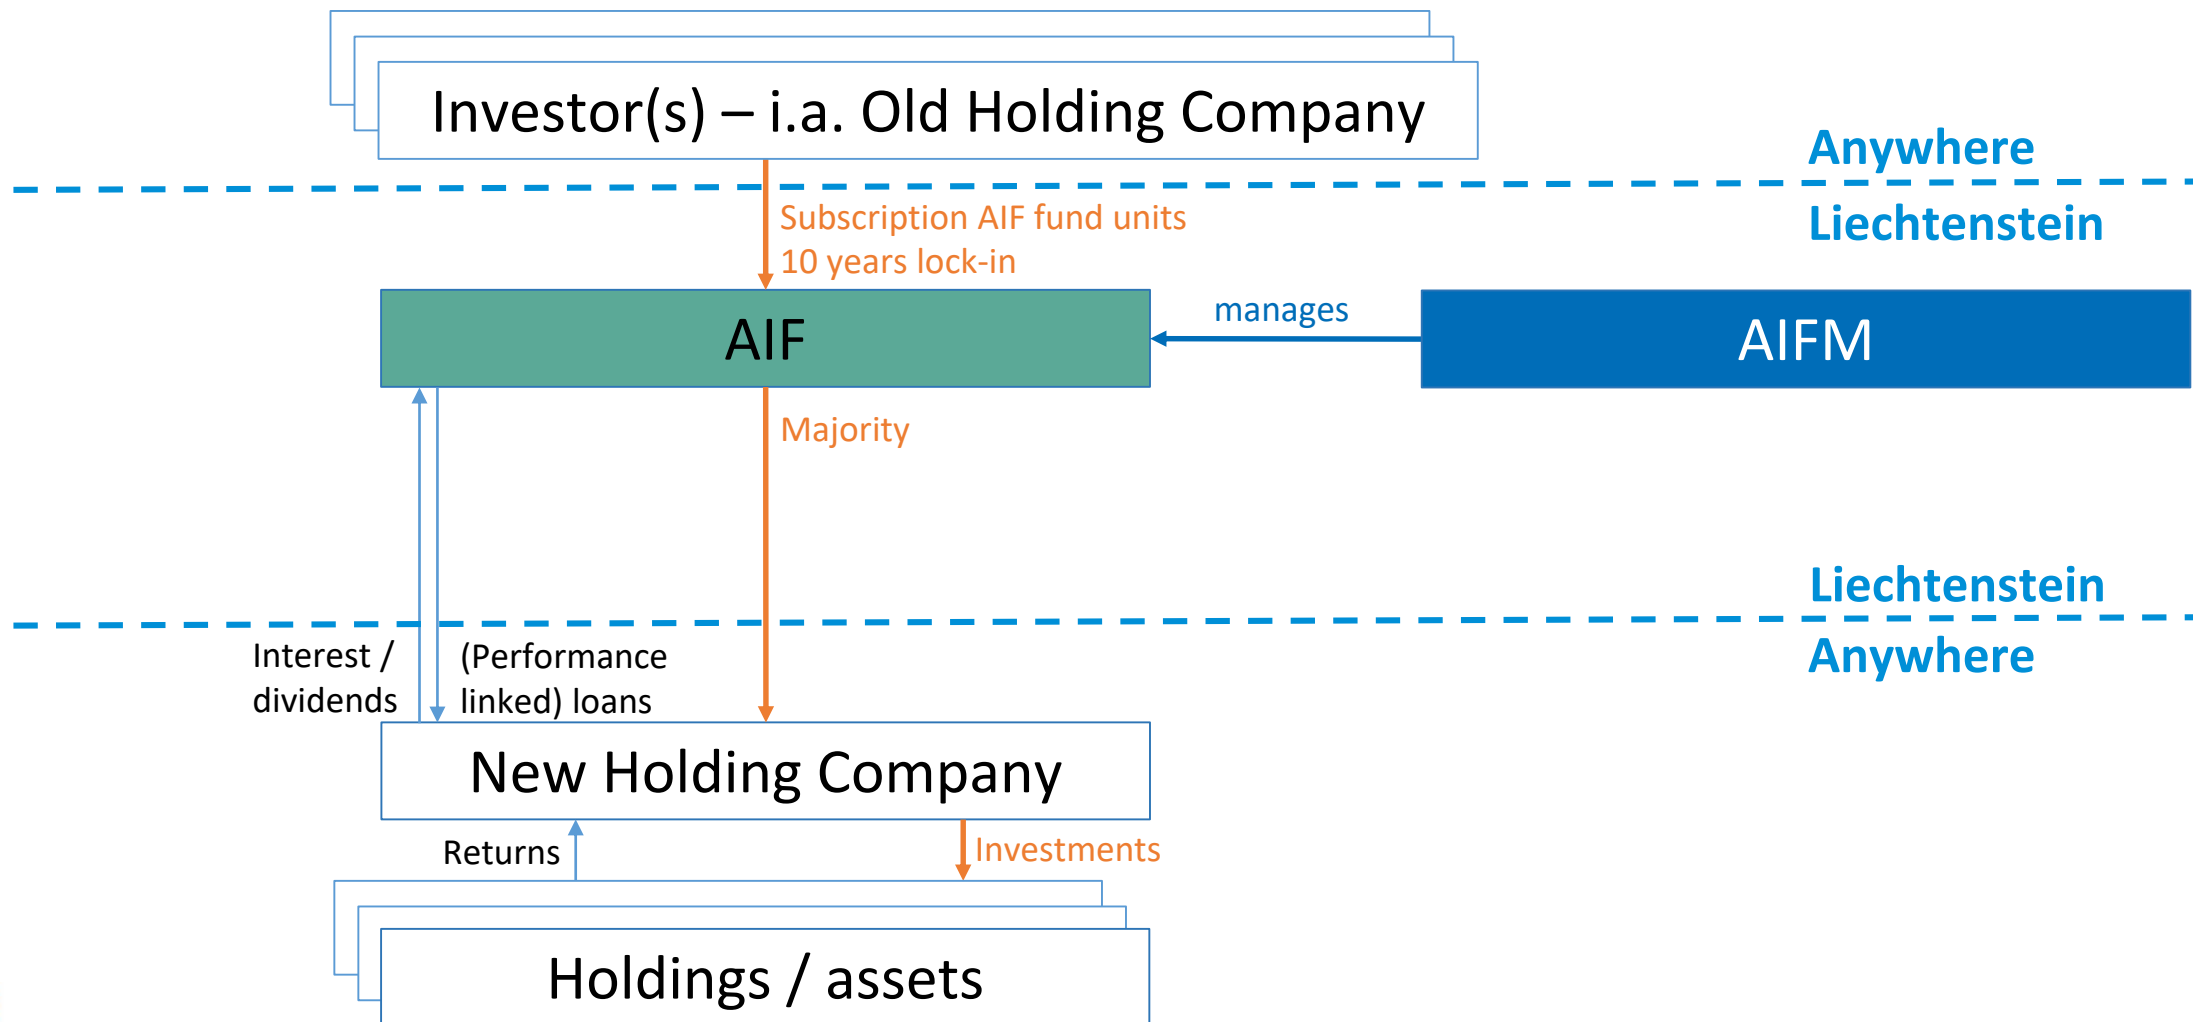 Investor(s) – i.a. Old Holding Company
Anywhere
Subscription AIF fund units
10 years lock-in
Liechtenstein
AIF
manages
AIFM
Majority
Liechtenstein
Anywhere
Interest /
dividends
(Performance
linked) loans
New Holding Company
Returns
Investments
Holdings / assets